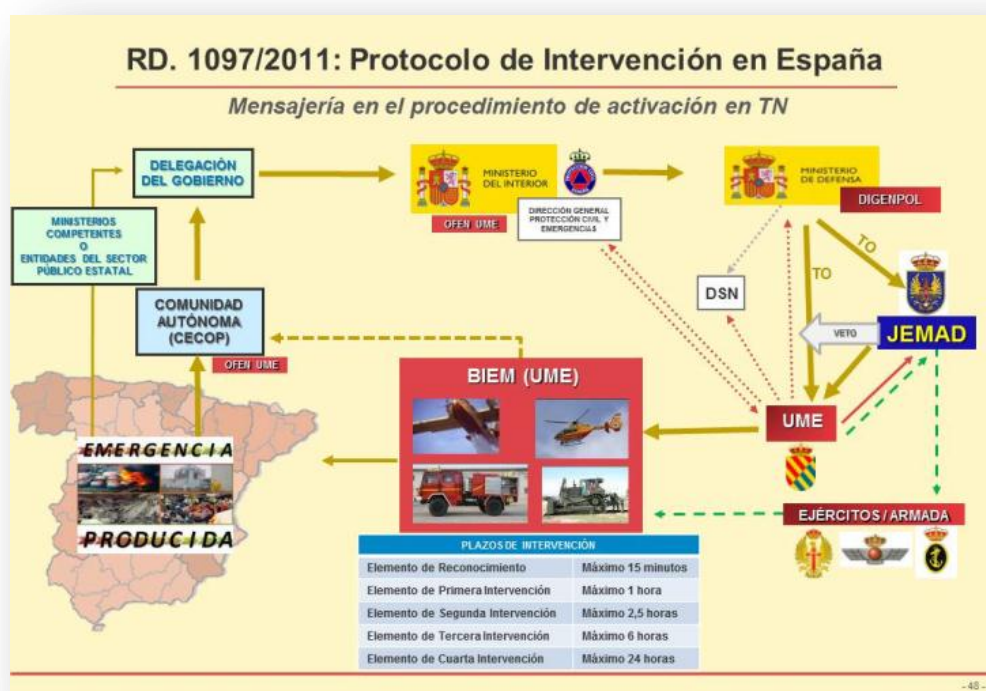 RD. 1097/2011: Protocolo de Intervención en España
Mensajería en el procedimiento de activación en TN
DELEGACIÓN
DEL GOBIERNO
MINISTERIO
DEL INTERIOR
OFEN UME
DIRECCIÓN GENERAL
PROTECCIÓN CIVIL Y
EMERGENCIAS
MINISTERIO
DE DEFENSA
DIGENPOL
MINISTERIOS
COMPETENTES
O
ENTIDADES DEL SECTOR
PÚBLICO ESTATAL
TO
TO
DSN
COMUNIDAD
AUTÓNOMA
(CECOP)
OFEN UME
VETO
JEMAD
BIEM (UME)
UME
EMERGENCIA
PRODUCIDA
EJÉRCITOS / ARMADA
PLAZOS DE INTERVENCIÓN
Elemento de Reconocimiento Máximo 15 minutos
Elemento de Primera Intervención Máximo 1 hora
Elemento de Segunda Intervención Máximo 2,5 horas
Elemento de Tercera Intervención Máximo 6 horas
Elemento de Cuarta Intervención Máximo 24 horas
- 48 -